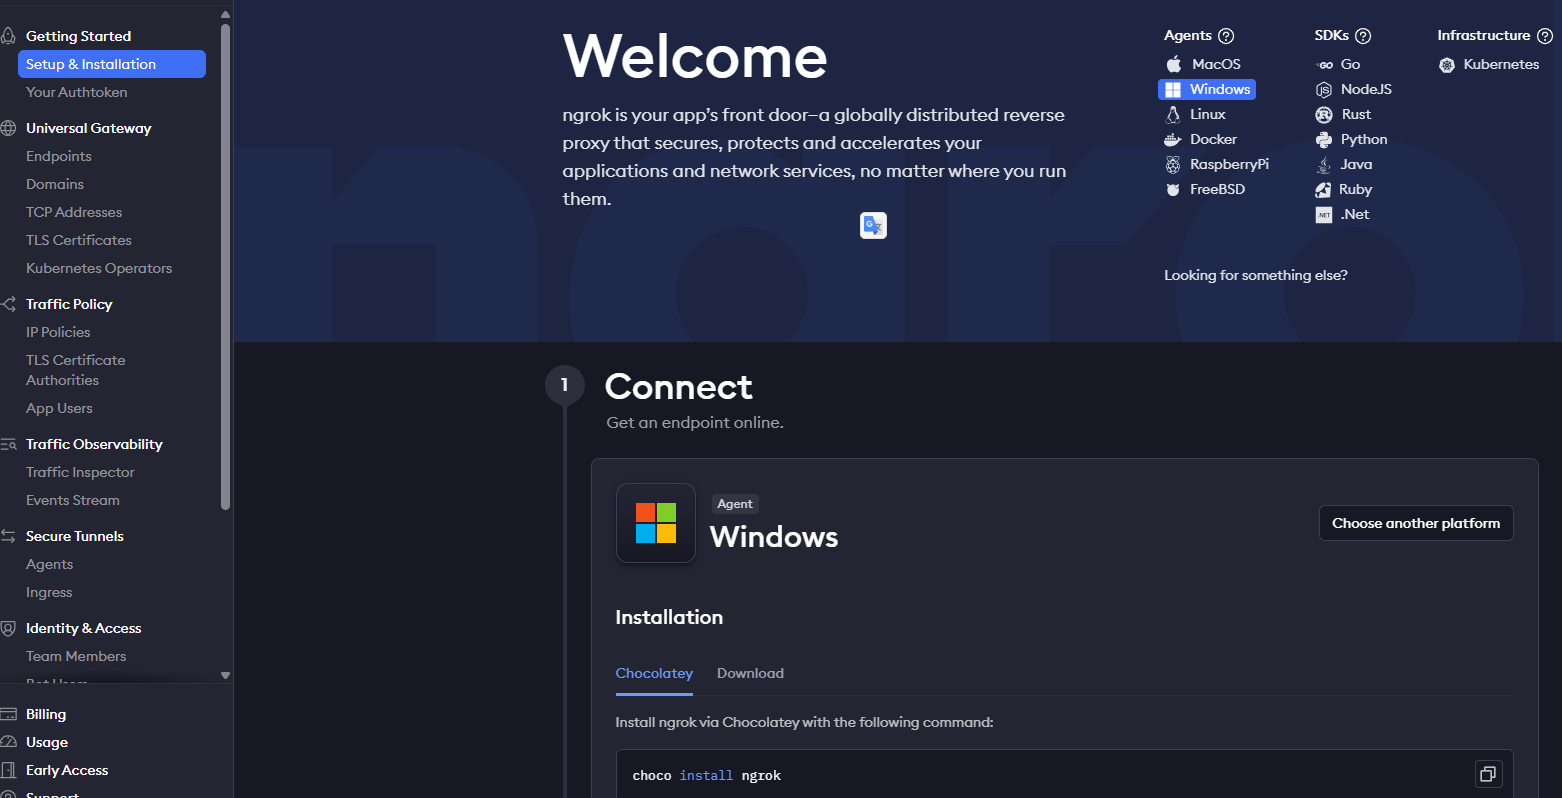 Getting Started
Setup & Installation
Your Authtoken
Universal Gateway
Endpoints
Domains
TCP Addresses
TLS Certificates
Kubernetes Operators
Traffic Policy
IP Policies
TLS Certificate
Authorities
App Users
Traffic Observability
Traffic Inspector
Events Stream
Secure Tunnels
Agents
Ingress
Identity & Access
Team Members
Bot Users
Billing
Usage
Early Access
Support
Welcome
ngrok is your app's front door—a globally distributed reverse
proxy that secures, protects and accelerates your
applications and network services, no matter where you run
them.
Agents
MacOS
Windows
Linux
Docker
RaspberryPi
FreeBSD
SDKs
Go
NodeJS
Rust
Python
Java
Ruby
.Net
Infrastructure
Kubernetes
Looking for something else?
1
Connect
Get an endpoint online.
Agent
Windows
Choose another platform
Installation
Chocolatey
Download
Install ngrok via Chocolatey with the following command:
choco install ngrok